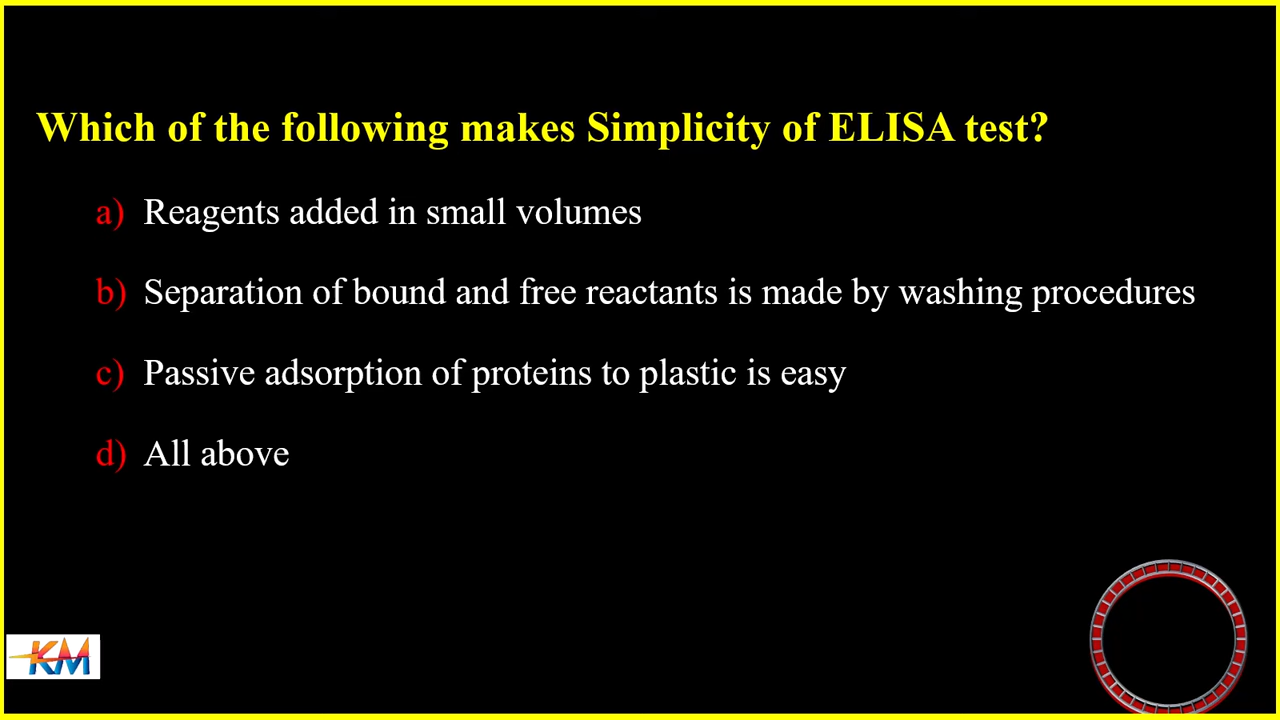 Which of the following makes Simplicity of ELISA test?
a) Reagents added in small volumes
b) Separation of bound and free reactants is made by washing procedures
c) Passive adsorption of proteins to plastic is easy
d) All above
KM